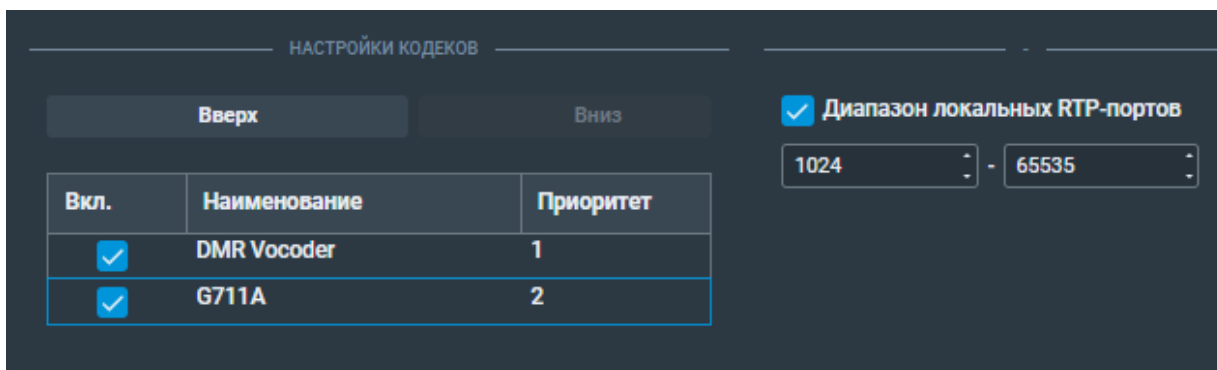 НАСТРОЙКИ КОДЕКОВ
-
Вверх
Вниз
Диапазон локальных RTP-портов
1024 - 65535
Вкл. Наименование Приоритет
DMR Vocoder 1
G711A 2